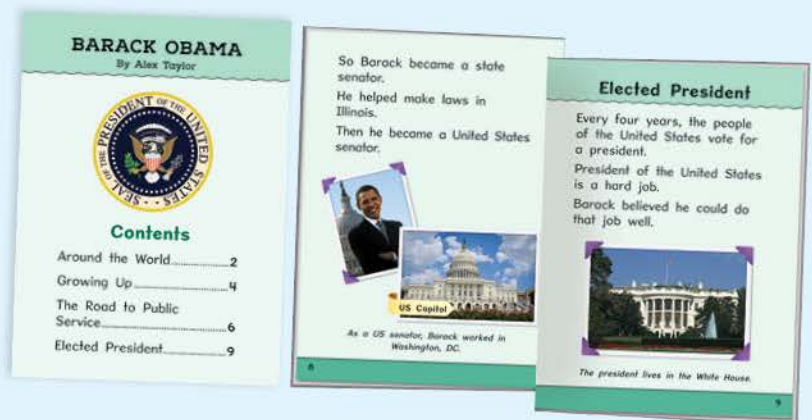 BARACK OBAMA
By Alex Taylor
SEAL OF THE PRESIDENT OF THE UNITED STATES
Contents
Around the World 2
Growing Up 4
The Road to Public
Service 6
Elected President 9
So Barack became a state
senator.
He helped make laws in
Illinois.
Then he became a United States
senator.
US Capitol
As a US senator, Barack worked in
Washington, DC.
8
Elected President
Every four years, the people
of the United States vote for
a president.
President of the United States
is a hard job.
Barack believed he could do
that job well.
The president lives in the White House.
9